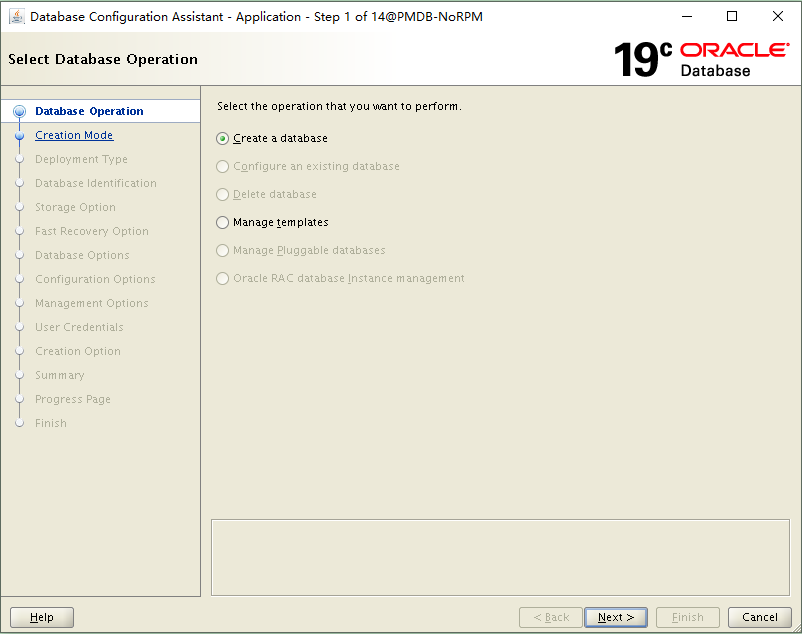 Database Configuration Assistant - Application - Step 1 of 14@PMDB-NoRPM
Select Database Operation
19c ORACLE
Database
Database Operation
Creation Mode
Deployment Type
Database Identification
Storage Option
Fast Recovery Option
Database Options
Configuration Options
Management Options
User Credentials
Creation Option
Summary
Progress Page
Finish
Select the operation that you want to perform.
Create a database
Configure an existing database
Delete database
Manage templates
Manage Pluggable databases
Oracle RAC database Instance management
Help
< Back
Next >
Finish
Cancel